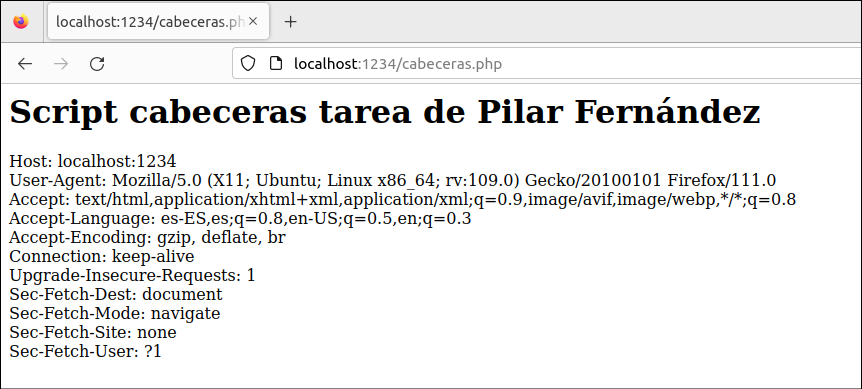 localhost:1234/cabeceras.ph
localhost:1234/cabeceras.php
Script cabeceras tarea de Pilar Fernández
Host: localhost:1234
User-Agent: Mozilla/5.0 (X11; Ubuntu; Linux x86_64; rv:109.0) Gecko/20100101 Firefox/111.0
Accept: text/html,application/xhtml+xml,application/xml;q=0.9,image/avif,image/webp,*/*;q=0.8
Accept-Language: es-ES,es;q=0.8,en-US;q=0.5,en;q=0.3
Accept-Encoding: gzip, deflate, br
Connection: keep-alive
Upgrade-Insecure-Requests: 1
Sec-Fetch-Dest: document
Sec-Fetch-Mode: navigate
Sec-Fetch-Site: none
Sec-Fetch-User: ?1